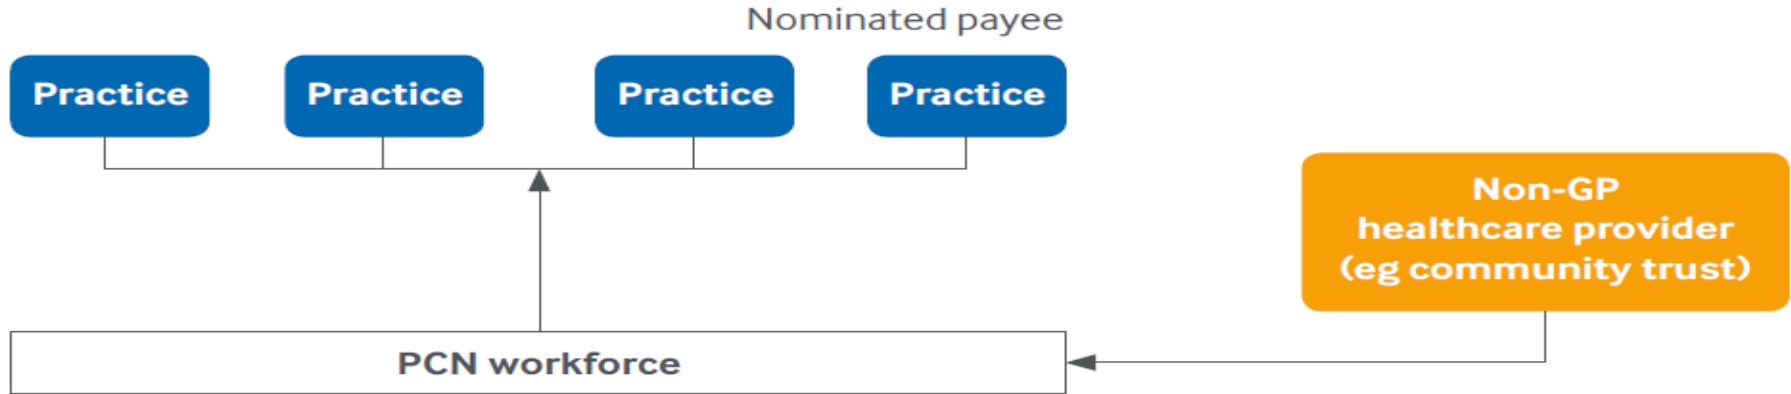 Nominated payee
Practice
Practice
Practice
Practice
Non-GP
healthcare provider
(eg community trust)
PCN workforce